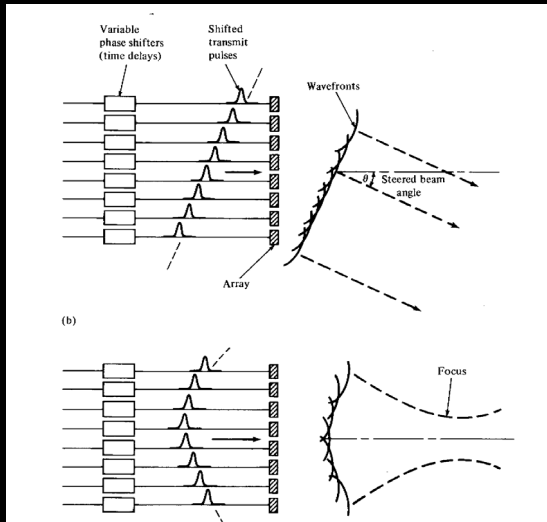 Variable
phase shifters
(time delays)
Shifted
transmit
pulses
Wavefronts
θ
Steered beam
angle
Array
(b)
Focus